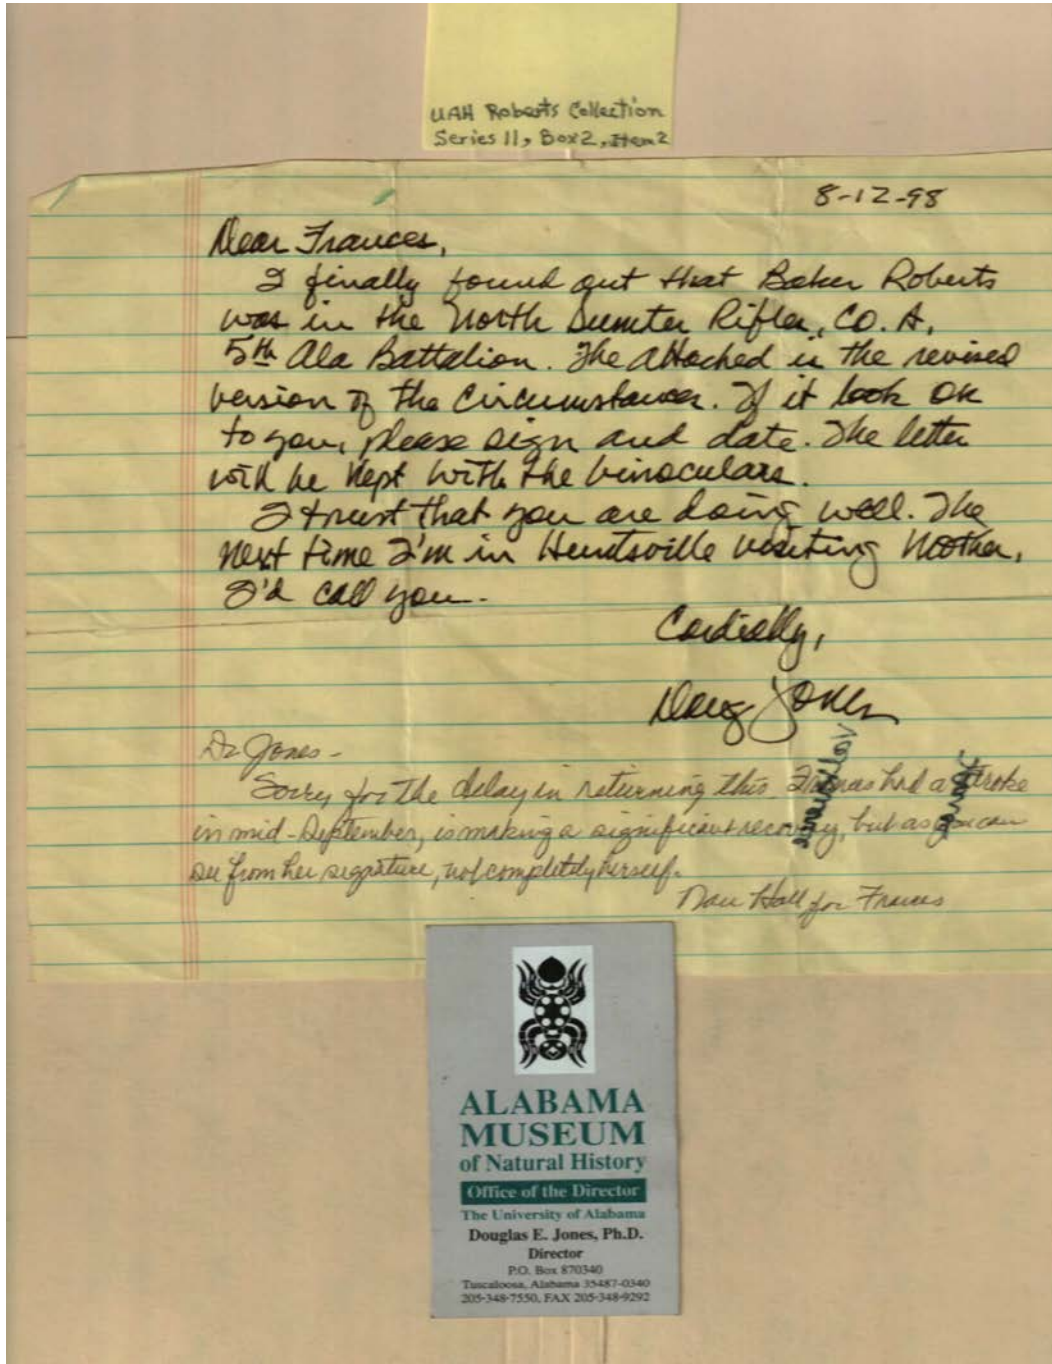 UAH Roberts Collection
Series 11, Box 2, Item 2
8-12-98
Dear Frances,
I finally found out that Baker Roberts
was in the North Sumter Rifles, CO. A,
5th Ala Battalion. The attached is the revised
version of the circumstances. If it look OK
to you, please sign and date. The letter
will be kept with the binoculars.
I trust that you are doing well. The
next time I'm in Huntsville visiting Mother,
I'd call you.
Cordially,
Doug Jones
Dr Jones -
Sorry for the delay in returning this. Frances had a stroke
in mid-September, is making a significant recovery, but as you can
see from her signature, not completely herself.
Nan Hall for Frances
ALABAMA
MUSEUM
of Natural History
Office of the Director
The University of Alabama
Douglas E. Jones, Ph.D.
Director
P.O. Box 870340
Tuscaloosa, Alabama 35487-0340
205-348-7550, FAX 205-348-9292